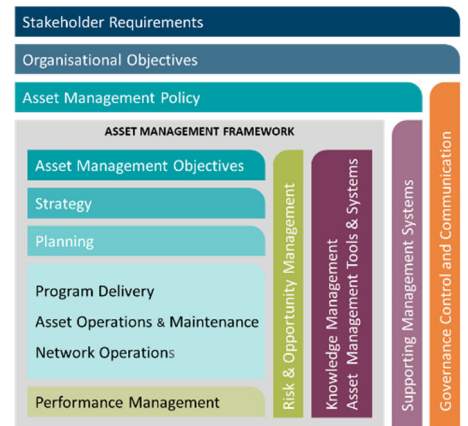 Stakeholder Requirements
Organisational Objectives
Asset Management Policy
ASSET MANAGEMENT FRAMEWORK
Asset Management Objectives
Strategy
Planning
Program Delivery
Asset Operations & Maintenance
Network Operations
Performance Management
Risk & Opportunity Management
Knowledge Management
Asset Management Tools & Systems
Supporting Management Systems
Governance Control and Communication